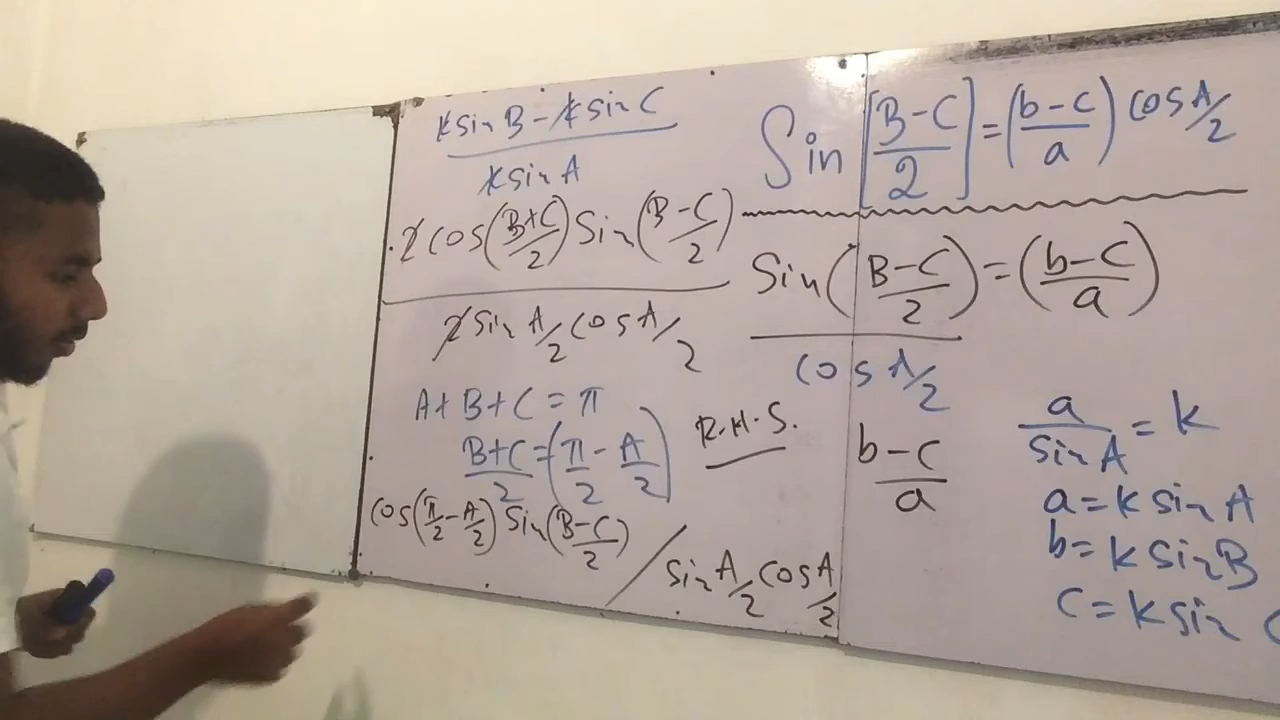 Sin[B-C/2]=(b-c/a) cos A/2
Sin(B-C/2)=(b-c/a)
cos A/2
R.H.S.
b-c/a
a/sin A = k
a = k sin A
b = k sin B
c = k sin C
k sin B - k sin C
k sin A
2 cos(B+C/2) Sin(B-C/2)
2 sin A/2 cos A/2
A+B+C = π
B+C/2 = (π/2 - A/2)
cos(π/2 - A/2) Sin(B-C/2) / sin A/2 cos A/2